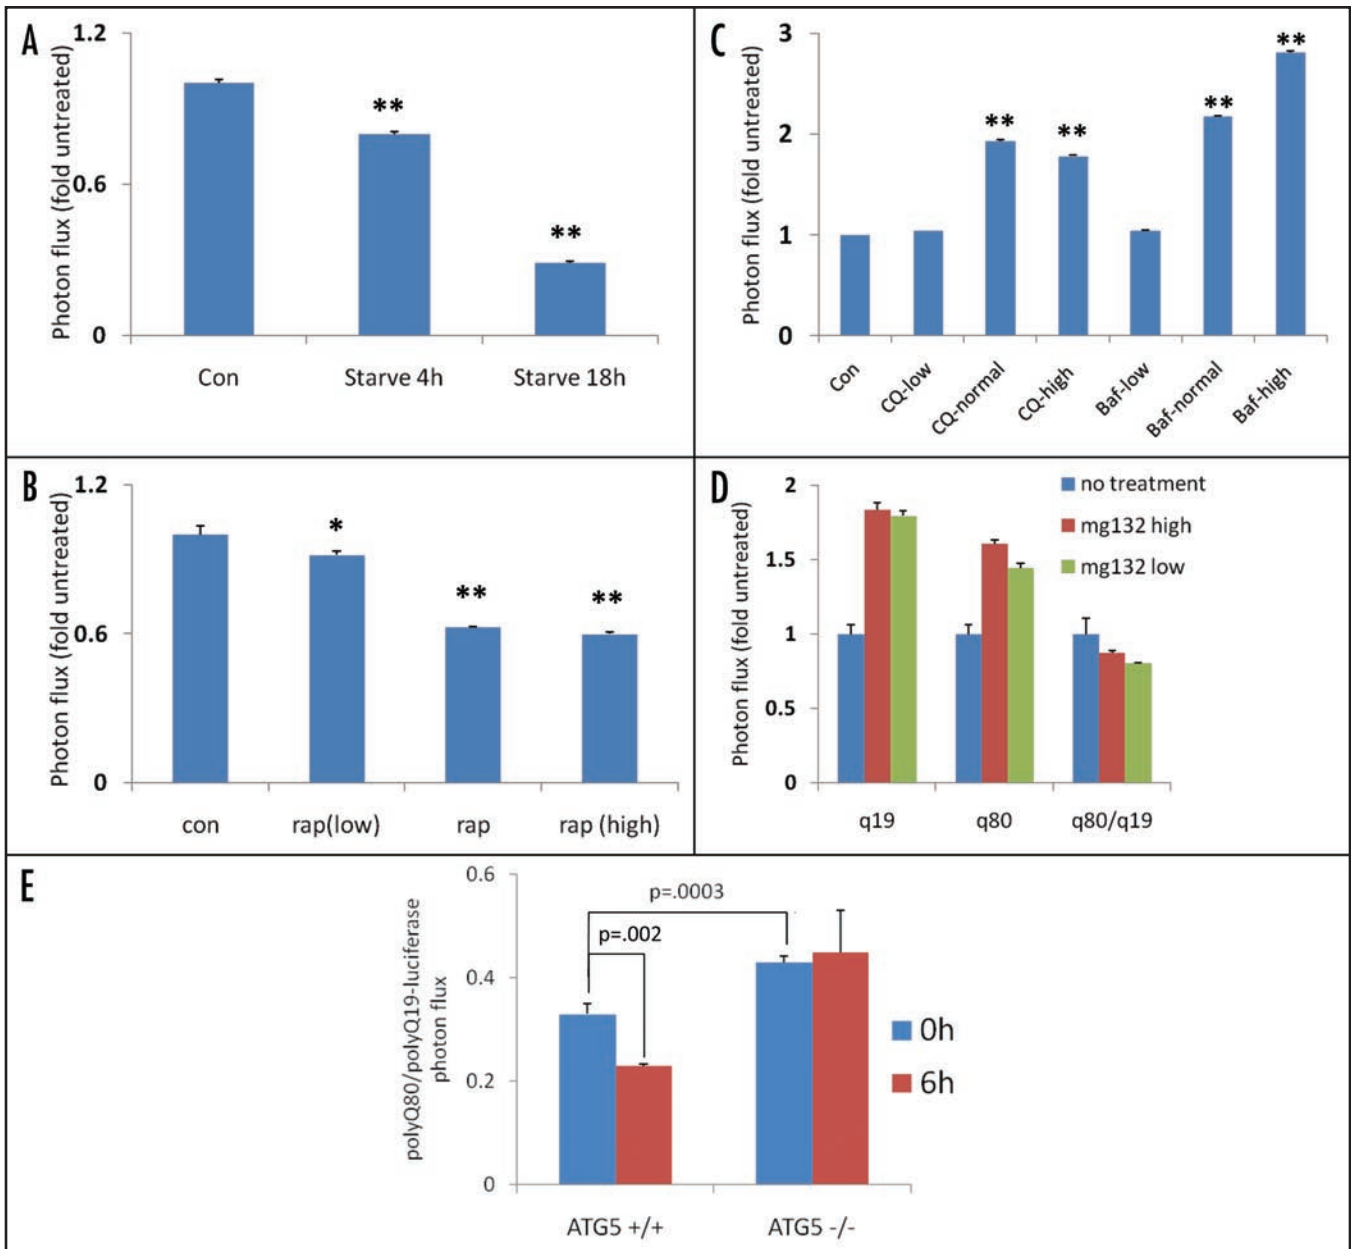 A
Photon flux (fold untreated)
1.2
0.6
0
**
**
Con
Starve 4h
Starve 18h
C
Photon flux (fold untreated)
3
2
1
0
**
**
**
**
Con
CQ-low
CQ-normal
CQ-high
Baf-low
Baf-normal
Baf-high
B
Photon flux (fold untreated)
1.2
0.6
0
*
**
**
con
rap(low)
rap
rap (high)
D
Photon flux (fold untreated)
2
1.5
1
0.5
0
no treatment
mg132 high
mg132 low
q19
q80
q80/q19
E
polyQ80/polyQ19-luciferase
photon flux
0.6
0.4
0.2
0
p=.0003
p=.002
0h
6h
ATG5 +/+
ATG5 -/-